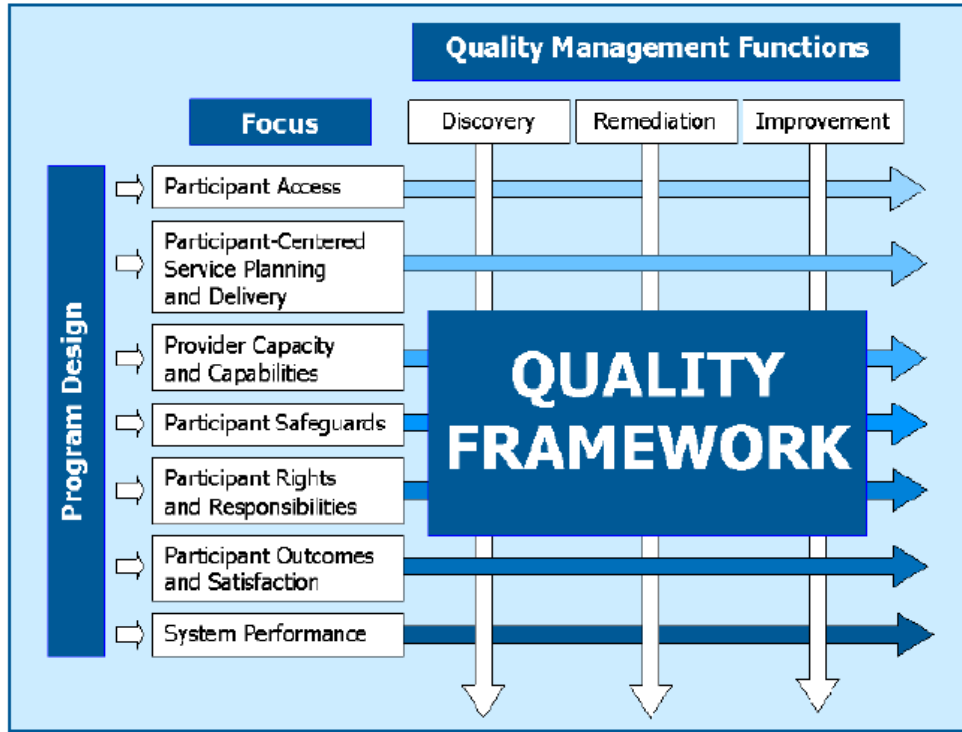 Quality Management Functions
Focus
Discovery
Remediation
Improvement
Program Design
Participant Access
Participant-Centered
Service Planning
and Delivery
Provider Capacity
and Capabilities
Participant Safeguards
Participant Rights
and Responsibilities
Participant Outcomes
and Satisfaction
System Performance
QUALITY
FRAMEWORK